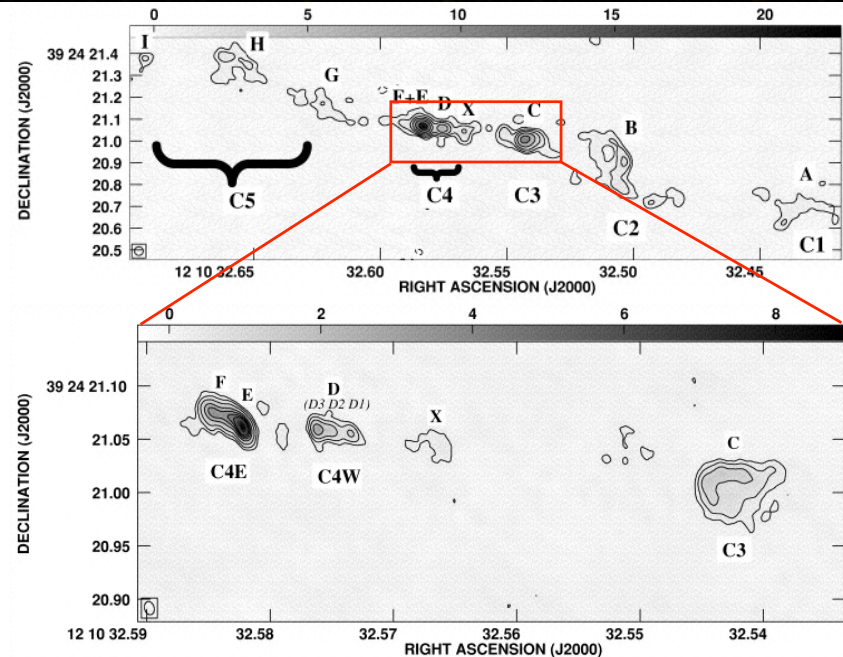 0 5 10 15 20
DECLINATION (J2000)
39 24 21.4
21.3
21.2
21.1
21.0
20.9
20.8
20.7
20.6
20.5
I
H
G
F+E
D
X
C
B
A
C5
C4
C3
C2
C1
12 10 32.65 32.60 32.55 32.50 32.45
RIGHT ASCENSION (J2000)
0 2 4 6 8
DECLINATION (J2000)
39 24 21.10
21.05
21.00
20.95
20.90
F
E
D
(D3 D2 D1)
X
C
C4E
C4W
C3
12 10 32.59 32.58 32.57 32.56 32.55 32.54
RIGHT ASCENSION (J2000)